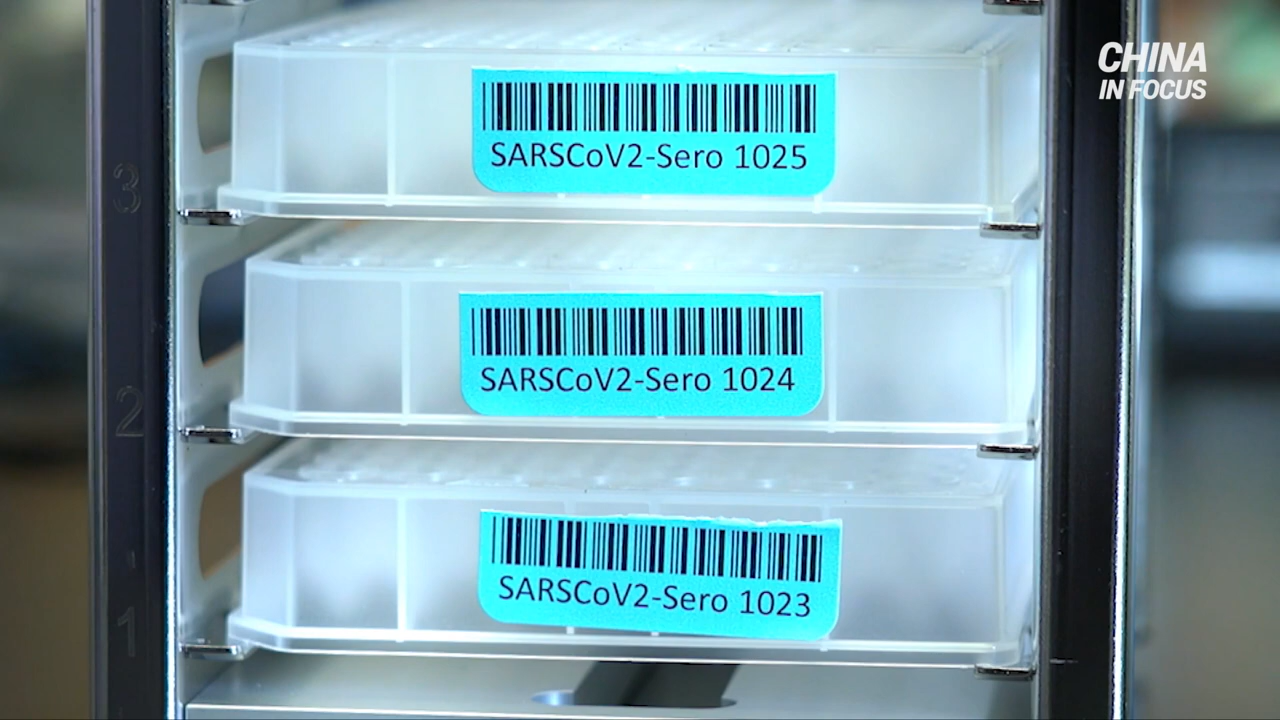 CHINA
IN FOCUS
SARSCoV2-Sero 1025
3
SARSCoV2-Sero 1024
2
SARSCoV2-Sero 1023
1